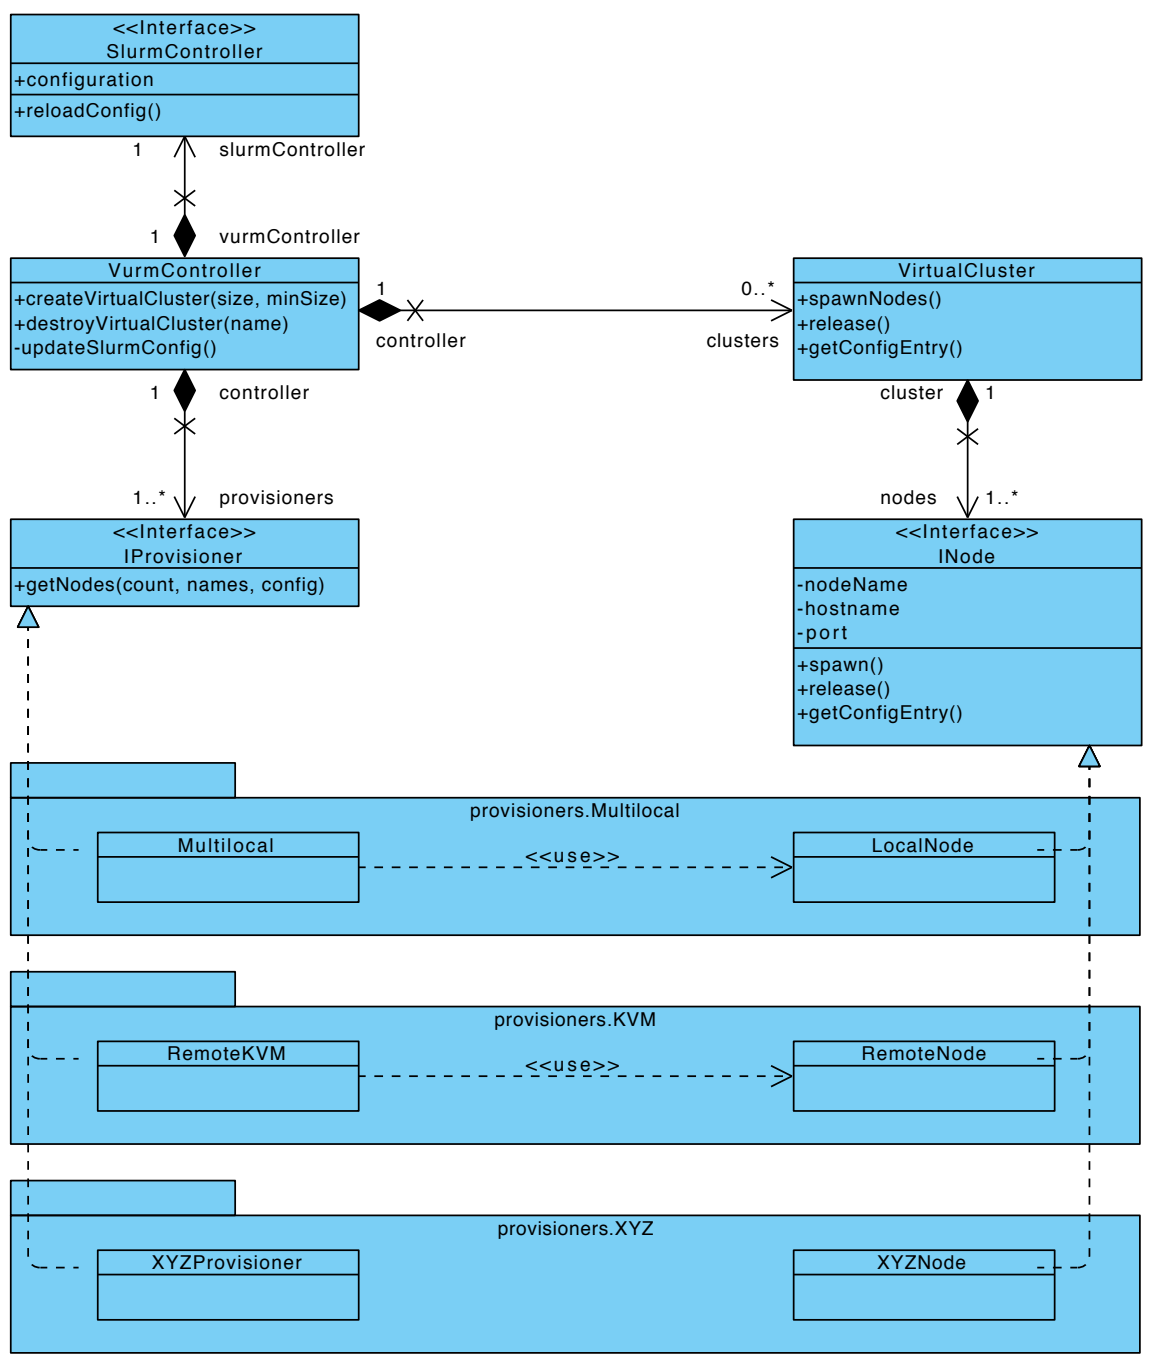 <<Interface>>
SlurmController
+configuration
+reloadConfig()
1 slurmController
1 vurmController
VurmController
+createVirtualCluster(size, minSize)
+destroyVirtualCluster(name)
-updateSlurmConfig()
1 0..*
controller clusters
VirtualCluster
+spawnNodes()
+release()
+getConfigEntry()
1 controller
cluster 1
1..* provisioners
nodes 1..*
<<Interface>>
IProvisioner
+getNodes(count, names, config)
<<Interface>>
INode
-nodeName
-hostname
-port
+spawn()
+release()
+getConfigEntry()
provisioners.Multilocal
Multilocal
<<use>>
LocalNode
provisioners.KVM
RemoteKVM
<<use>>
RemoteNode
provisioners.XYZ
XYZProvisioner
XYZNode